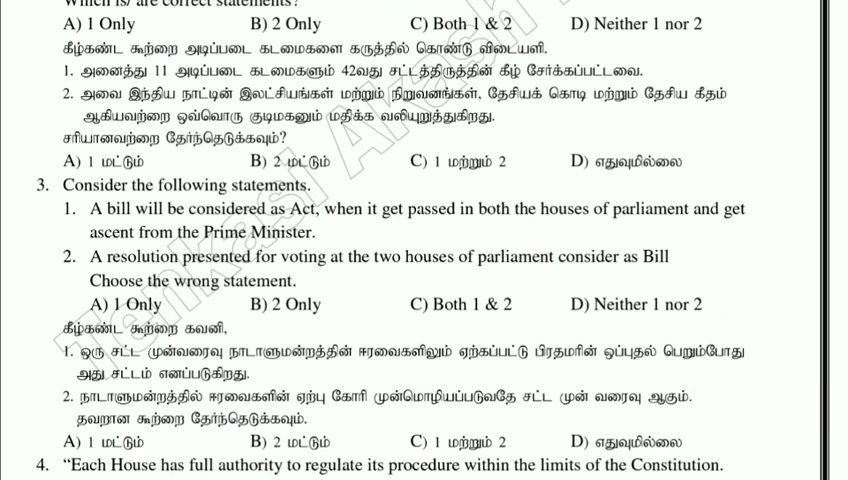 Which is/ are correct statements?
A) 1 Only B) 2 Only C) Both 1 & 2 D) Neither 1 nor 2
கீழ்கண்ட கூற்றை அடிப்படை கடமைகளை கருத்தில் கொண்டு விடையளி.
1. அனைத்து 11 அடிப்படை கடமைகளும் 42வது சட்டத்திருத்தின் கீழ் சேர்க்கப்பட்டவை.
2. அவை இந்திய நாட்டின் இலட்சியங்கள் மற்றும் நிறுவனங்கள், தேசியக் கொடி மற்றும் தேசிய கீதம்
ஆகியவற்றை ஒவ்வொரு குடிமகனும் மதிக்க வலியுறுத்துகிறது.
சரியானவற்றை தேர்ந்தெடுக்கவும்?
A) 1 மட்டும் B) 2 மட்டும் C) 1 மற்றும் 2 D) எதுவுமில்லை
3. Consider the following statements.
1. A bill will be considered as Act, when it get passed in both the houses of parliament and get
ascent from the Prime Minister.
2. A resolution presented for voting at the two houses of parliament consider as Bill
Choose the wrong statement.
A) 1 Only B) 2 Only C) Both 1 & 2 D) Neither 1 nor 2
கீழ்கண்ட கூற்றை கவனி,
1. ஒரு சட்ட முன்வரைவு நாடாளுமன்றத்தின் ஈரவைகளிலும் ஏற்கப்பட்டு பிரதமரின் ஒப்புதல் பெறும்போது
அது சட்டம் எனப்படுகிறது.
2. நாடாளுமன்றத்தில் ஈரவைகளின் ஏற்பு கோரி முன்மொழியப்படுவதே சட்ட முன் வரைவு ஆகும்.
தவறான கூற்றை தேர்ந்தெடுக்கவும்.
A) 1 மட்டும் B) 2 மட்டும் C) 1 மற்றும் 2 D) எதுவுமில்லை
4. “Each House has full authority to regulate its procedure within the limits of the Constitution.
Tenkasi Akash